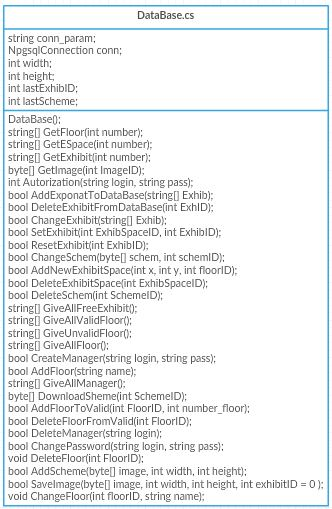 DataBase.cs
string conn_param;
NpgsqlConnection conn;
int width;
int height;
int lastExhibID;
int lastScheme;
DataBase();
string[] GetFloor(int number);
string[] GetESpace(int number);
string[] GetExhibit(int number);
byte[] GetImage(int ImageID);
int Autorization(string login, string pass);
bool AddExponatToDataBase(string[] Exhib);
bool DeleteExhibitFromDataBase(int ExhID);
bool ChangeExhibit(string[] Exhib);
bool SetExhibit(int ExhibSpaceID, int ExhibID);
bool ResetExhibit(int ExhibID);
bool ChangeSchem(byte[] schem, int schemID);
bool AddNewExhibitSpace(int x, int y, int floorID);
bool DeleteExhibitSpace(int ExhibSpaceID);
bool DeleteSchem(int SchemeID);
string[] GiveAllFreeExhibit();
string[] GiveAllValidFloor();
string[] GiveUnvalidFloor();
string[] GiveAllFloor();
bool CreateManager(string login, string pass);
bool AddFloor(string name);
string[] GiveAllManager();
byte[] DownloadSheme(int SchemeID);
bool AddFloorToValid(int FloorID, int number_floor);
bool DeleteFloorFromValid(int FloorID);
bool DeleteManager(string login);
bool ChangePassword(string login, string pass);
void DeleteFloor(int FloorID);
bool AddScheme(byte[] image, int width, int height);
bool SaveImage(byte[] image, int width, int height, int exhibitID = 0 );
void ChangeFloor(int floorID, string name);